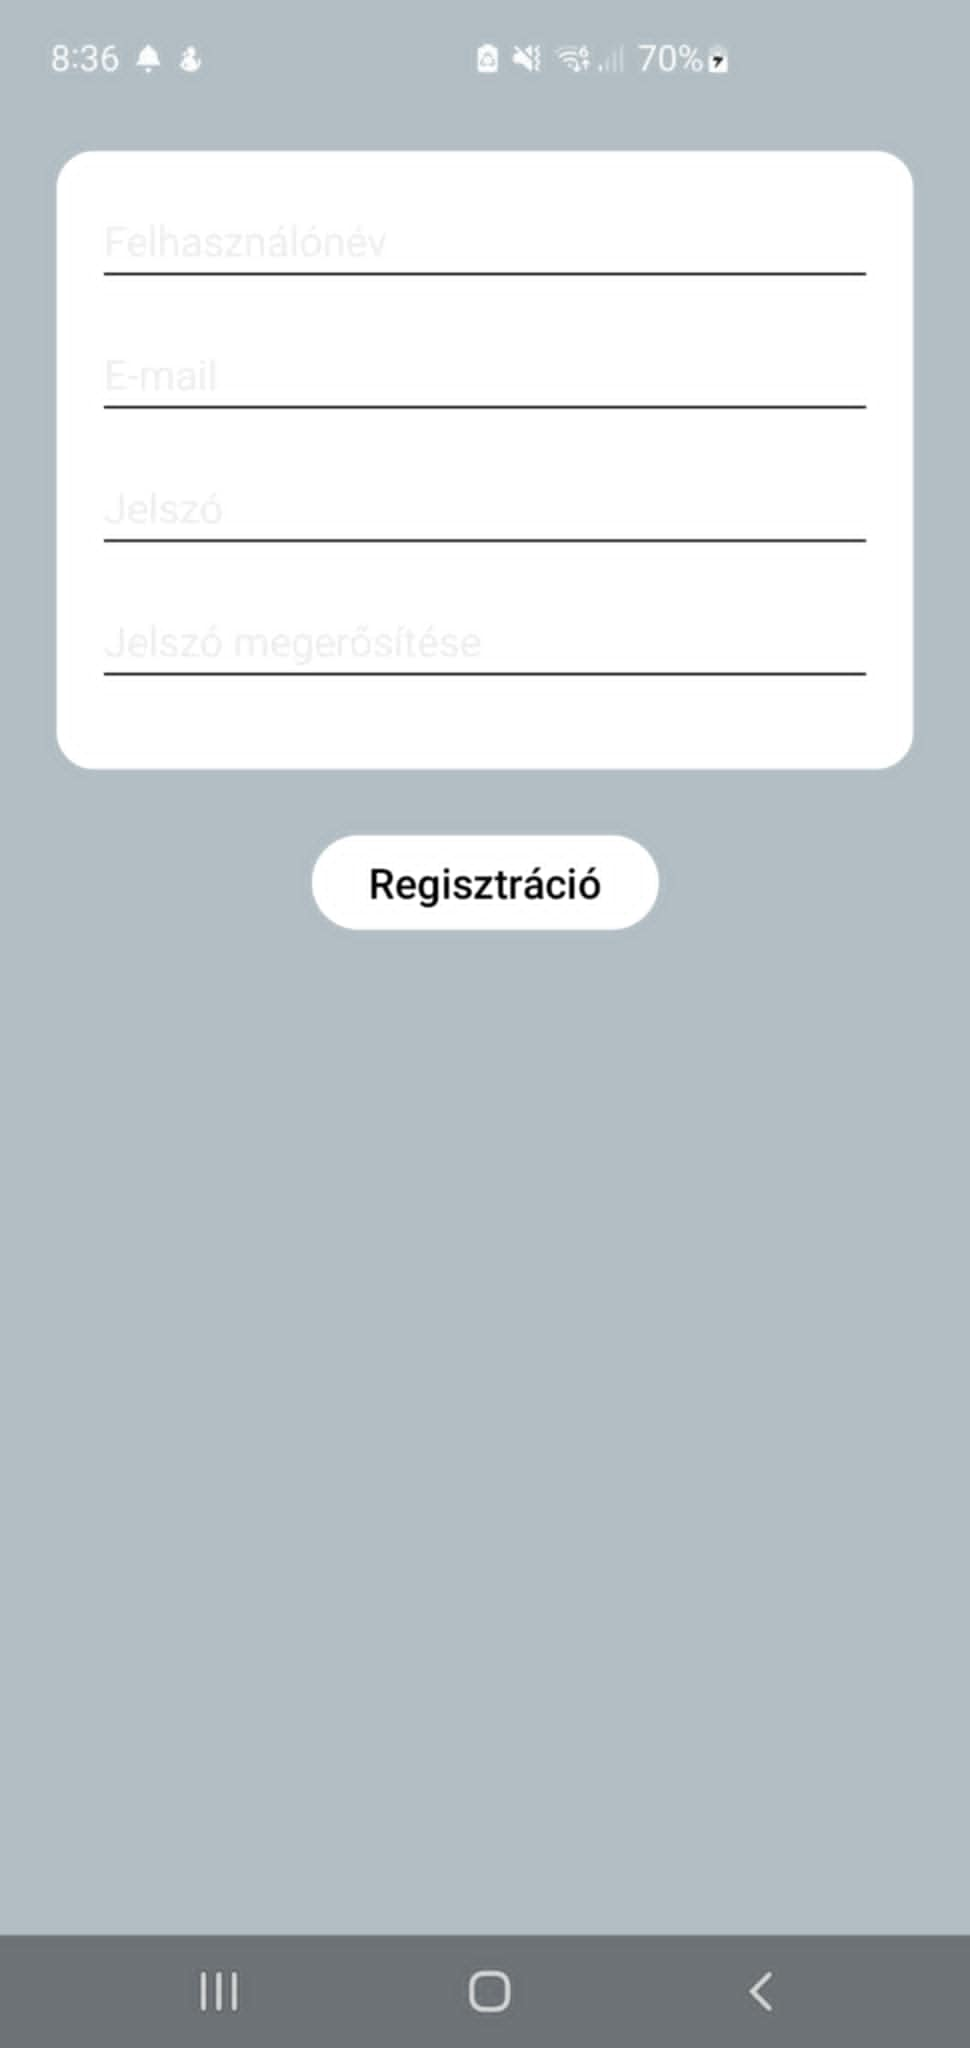 8:36 70%
Felhasználónév
E-mail
Jelszó
Jelszó megerősítése
Regisztráció